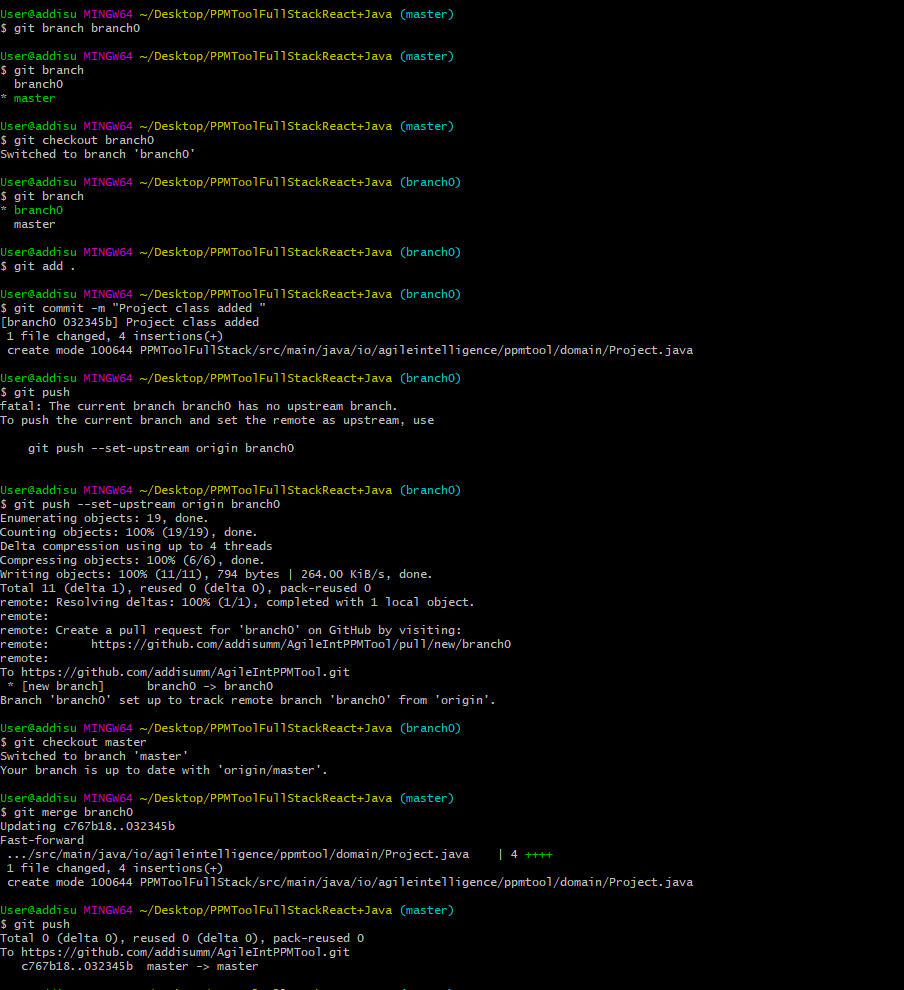 User@addisu MINGW64 ~/Desktop/PPMToolFullStackReact+Java (master)
$ git branch branch0
User@addisu MINGW64 ~/Desktop/PPMToolFullStackReact+Java (master)
$ git branch
  branch0
* master
User@addisu MINGW64 ~/Desktop/PPMToolFullStackReact+Java (master)
$ git checkout branch0
Switched to branch 'branch0'
User@addisu MINGW64 ~/Desktop/PPMToolFullStackReact+Java (branch0)
$ git branch
* branch0
  master
User@addisu MINGW64 ~/Desktop/PPMToolFullStackReact+Java (branch0)
$ git add .
User@addisu MINGW64 ~/Desktop/PPMToolFullStackReact+Java (branch0)
$ git commit -m "Project class added "
[branch0 032345b] Project class added
 1 file changed, 4 insertions(+)
 create mode 100644 PPMToolFullStack/src/main/java/io/agileintelligence/ppmtool/domain/Project.java
User@addisu MINGW64 ~/Desktop/PPMToolFullStackReact+Java (branch0)
$ git push
fatal: The current branch branch0 has no upstream branch.
To push the current branch and set the remote as upstream, use
    git push --set-upstream origin branch0
User@addisu MINGW64 ~/Desktop/PPMToolFullStackReact+Java (branch0)
$ git push --set-upstream origin branch0
Enumerating objects: 19, done.
Counting objects: 100% (19/19), done.
Delta compression using up to 4 threads
Compressing objects: 100% (6/6), done.
Writing objects: 100% (11/11), 794 bytes | 264.00 KiB/s, done.
Total 11 (delta 1), reused 0 (delta 0), pack-reused 0
remote: Resolving deltas: 100% (1/1), completed with 1 local object.
remote:
remote: Create a pull request for 'branch0' on GitHub by visiting:
remote:      https://github.com/addisumm/AgileIntPPMTool/pull/new/branch0
remote:
To https://github.com/addisumm/AgileIntPPMTool.git
 * [new branch]      branch0 -> branch0
Branch 'branch0' set up to track remote branch 'branch0' from 'origin'.
User@addisu MINGW64 ~/Desktop/PPMToolFullStackReact+Java (branch0)
$ git checkout master
Switched to branch 'master'
Your branch is up to date with 'origin/master'.
User@addisu MINGW64 ~/Desktop/PPMToolFullStackReact+Java (master)
$ git merge branch0
Updating c767b18..032345b
Fast-forward
 .../src/main/java/io/agileintelligence/ppmtool/domain/Project.java    | 4 ++++
 1 file changed, 4 insertions(+)
 create mode 100644 PPMToolFullStack/src/main/java/io/agileintelligence/ppmtool/domain/Project.java
User@addisu MINGW64 ~/Desktop/PPMToolFullStackReact+Java (master)
$ git push
Total 0 (delta 0), reused 0 (delta 0), pack-reused 0
To https://github.com/addisumm/AgileIntPPMTool.git
   c767b18..032345b  master -> master